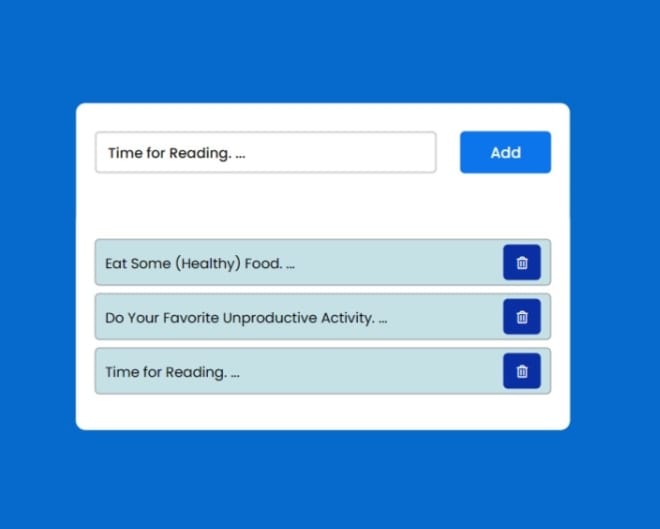 Time for Reading. ...
Add
Eat Some (Healthy) Food. ...
Do Your Favorite Unproductive Activity. ...
Time for Reading. ...